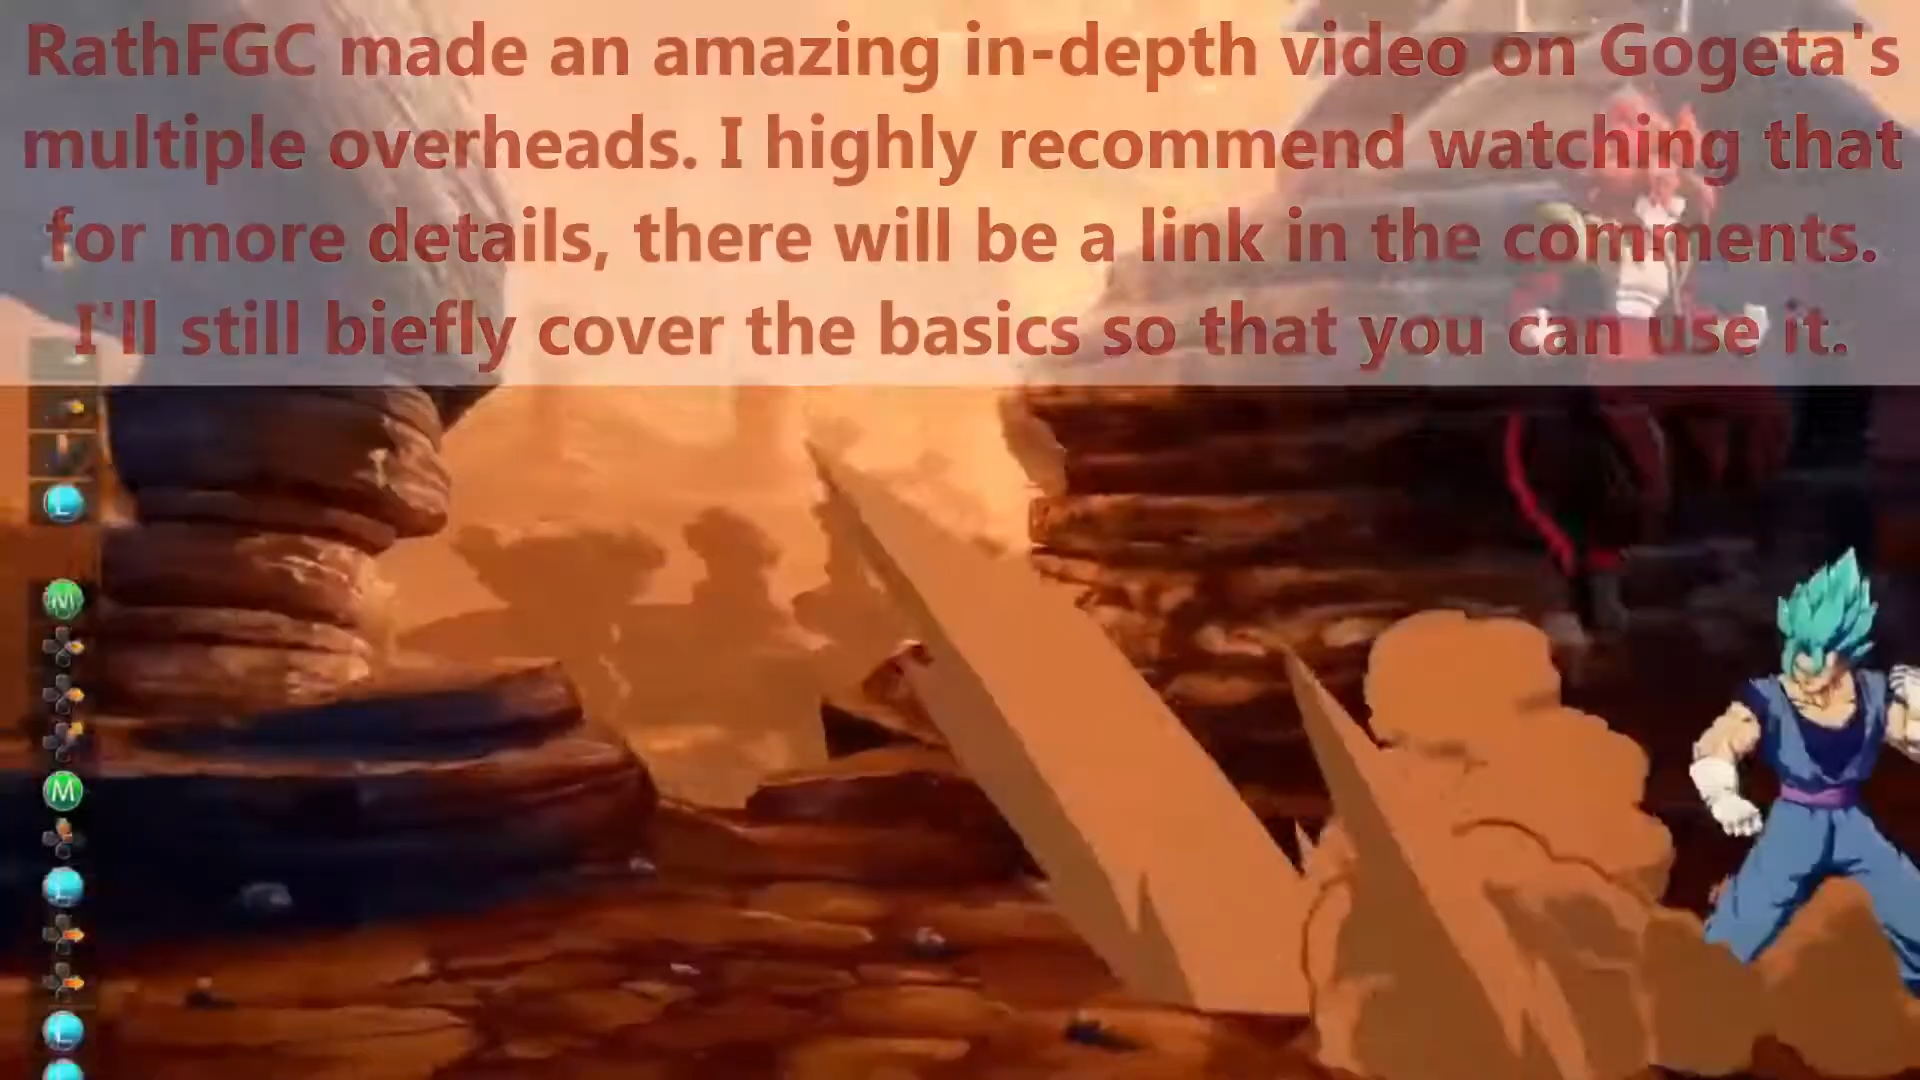 RathFGC made an amazing in-depth video on Gogeta's
multiple overheads. I highly recommend watching that
for more details, there will be a link in the comments.
I'll still biefly cover the basics so that you can use it.
L
M
M
L
L